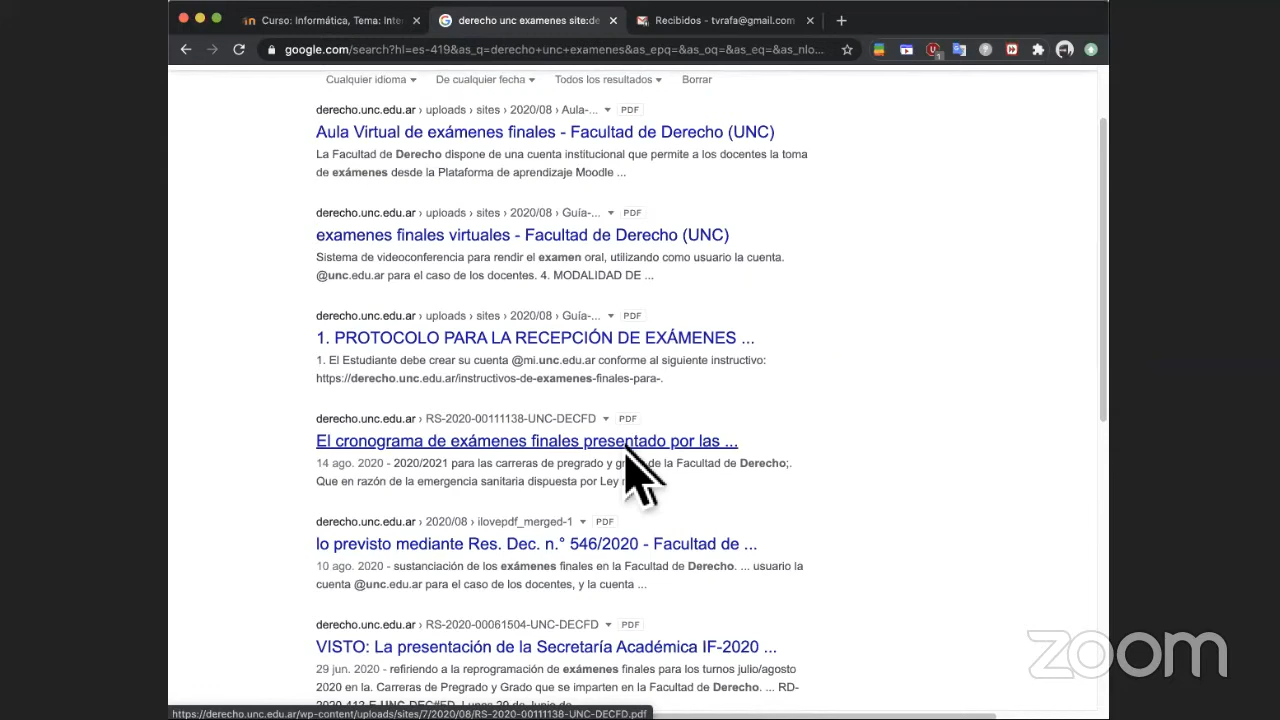 Curso: Informática, Tema: Inter
derecho unc examenes site:de
Recibidos - tvrafa@gmail.com
google.com/search?hl=es-419&as_q=derecho+unc+examenes&as_epq=&as_oq=&as_eq=&as_nlo...
1
Cualquier idioma
De cualquier fecha
Todos los resultados
Borrar
derecho.unc.edu.ar › uploads › sites › 2020/08 › Aula-... PDF
Aula Virtual de exámenes finales - Facultad de Derecho (UNC)
La Facultad de Derecho dispone de una cuenta institucional que permite a los docentes la toma
de exámenes desde la Plataforma de aprendizaje Moodle ...
derecho.unc.edu.ar › uploads › sites › 2020/08 › Guía-... PDF
examenes finales virtuales - Facultad de Derecho (UNC)
Sistema de videoconferencia para rendir el examen oral, utilizando como usuario la cuenta.
@unc.edu.ar para el caso de los docentes. 4. MODALIDAD DE ...
derecho.unc.edu.ar › uploads › sites › 2020/08 › Guía-... PDF
1. PROTOCOLO PARA LA RECEPCIÓN DE EXÁMENES ...
1. El Estudiante debe crear su cuenta @mi.unc.edu.ar conforme al siguiente instructivo:
https://derecho.unc.edu.ar/instructivos-de-examenes-finales-para-.
derecho.unc.edu.ar › RS-2020-00111138-UNC-DECFD PDF
El cronograma de exámenes finales presentado por las ...
14 ago. 2020 - 2020/2021 para las carreras de pregrado y de la Facultad de Derecho;.
Que en razón de la emergencia sanitaria dispuesta por Ley
derecho.unc.edu.ar › 2020/08 › ilovepdf_merged-1 PDF
lo previsto mediante Res. Dec. n.° 546/2020 - Facultad de ...
10 ago. 2020 - sustanciación de los exámenes finales en la Facultad de Derecho. ... usuario la
cuenta @unc.edu.ar para el caso de los docentes, y la cuenta ...
derecho.unc.edu.ar › RS-2020-00061504-UNC-DECFD PDF
VISTO: La presentación de la Secretaría Académica IF-2020 ...
29 jun. 2020 - refiriendo a la reprogramación de exámenes finales para los turnos julio/agosto
2020 en la. Carreras de Pregrado y Grado que se imparten en la Facultad de Derecho. ... RD-
2020-413-E-UNC-DEC#FD. Lunes 29 de Junio de
https://derecho.unc.edu.ar/wp-content/uploads/sites/7/2020/08/RS-2020-00111138-UNC-DECFD.pdf
zoom